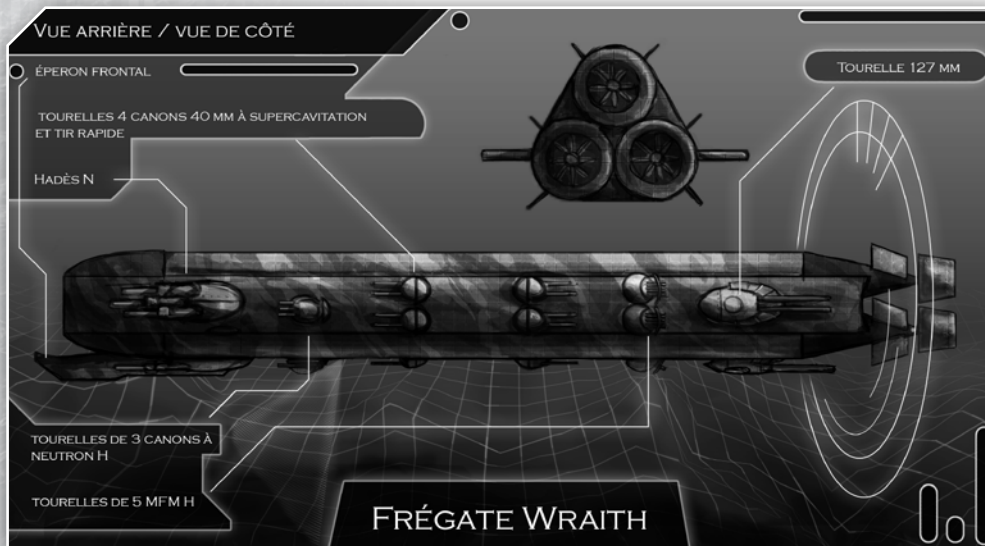 VUE ARRIÈRE / VUE DE CÔTÉ
ÉPERON FRONTAL
TOURELLE 127 MM
TOURELLES 4 CANONS 40 MM À SUPERCAVITATION
ET TIR RAPIDE
HADÈS N
TOURELLES DE 3 CANONS À
NEUTRON H
TOURELLES DE 5 MFM H
FRÉGATE WRAITH